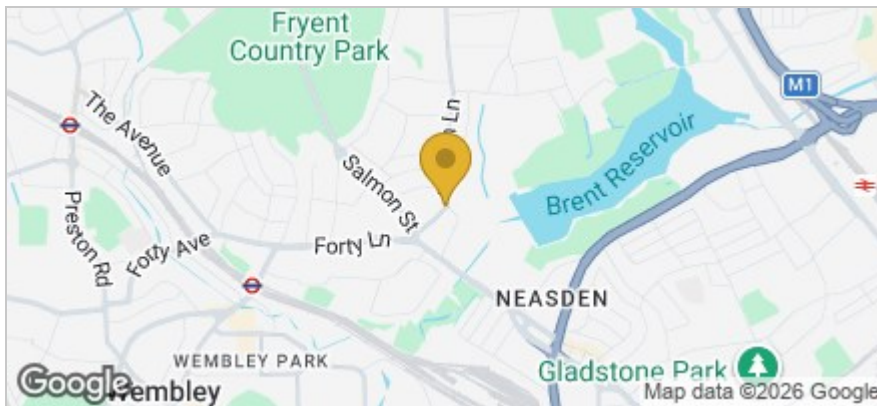 Fryent
Country Park
M1
The Avenue
Ln
Brent Reservoir
Salmon St
Preston Rd
Forty Ave
Forty Ln
NEASDEN
WEMBLEY PARK
Gladstone Park
Google
Wembley
Map data ©2026 Google